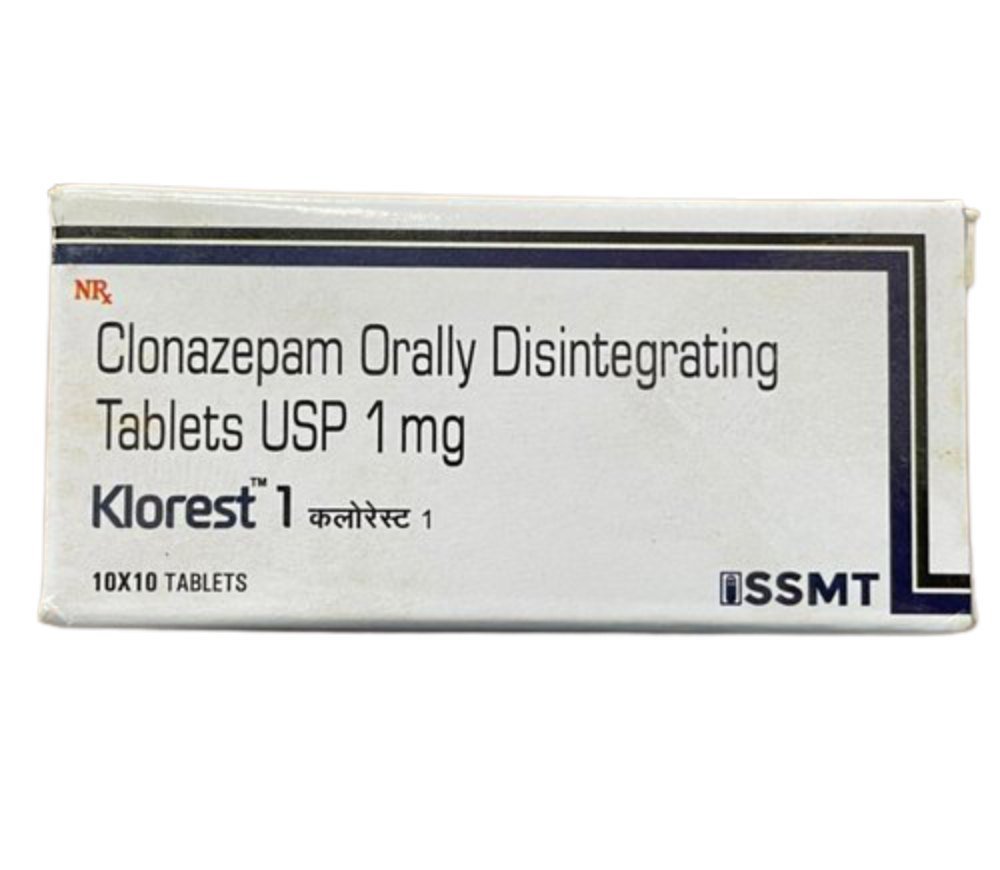 NRx
Clonazepam Orally Disintegrating
Tablets USP 1 mg
Klorest™ 1 कलोरेस्ट 1
10X10 TABLETS
SSMT